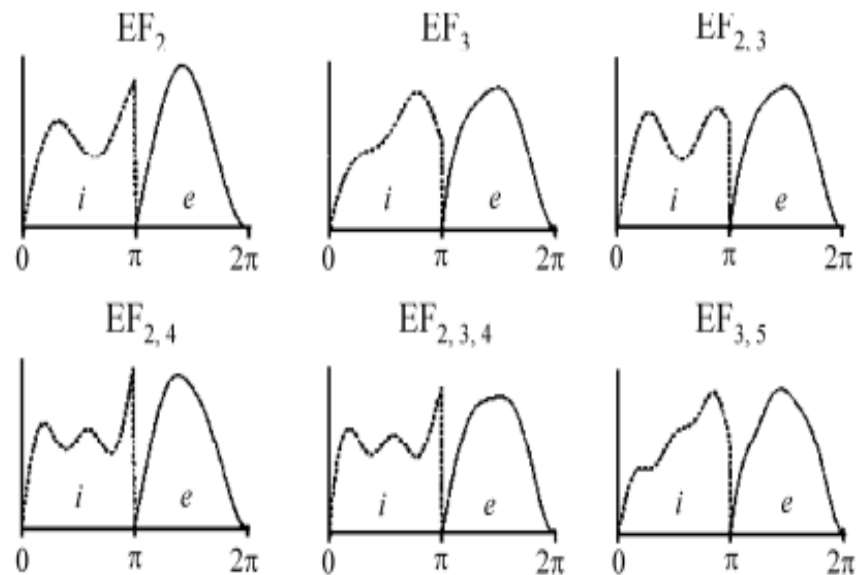 EF₂ EF₃ EF₂,₃
i e i e i e
0 π 2π 0 π 2π 0 π 2π
EF₂,₄ EF₂,₃,₄ EF₃,₅
i e i e i e
0 π 2π 0 π 2π 0 π 2π